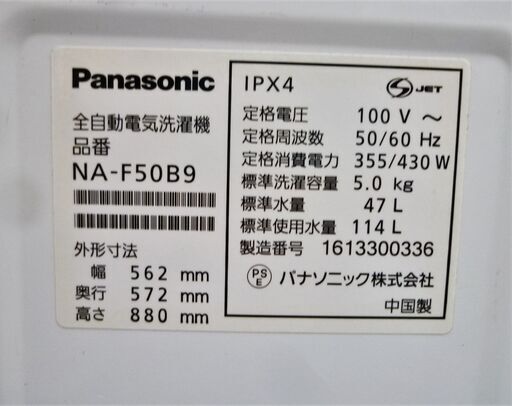 Panasonic
全自動電気洗濯機
品番
NA-F50B9
外形寸法
幅 562 mm
奥行 572 mm
高さ 880 mm
IPX4
S JET
定格電圧 100 V ～
定格周波数 50/60 Hz
定格消費電力 355/430 W
標準洗濯容量 5.0 kg
標準水量 47 L
標準使用水量 114 L
製造番号 1613300336
PS E パナソニック株式会社
中国製